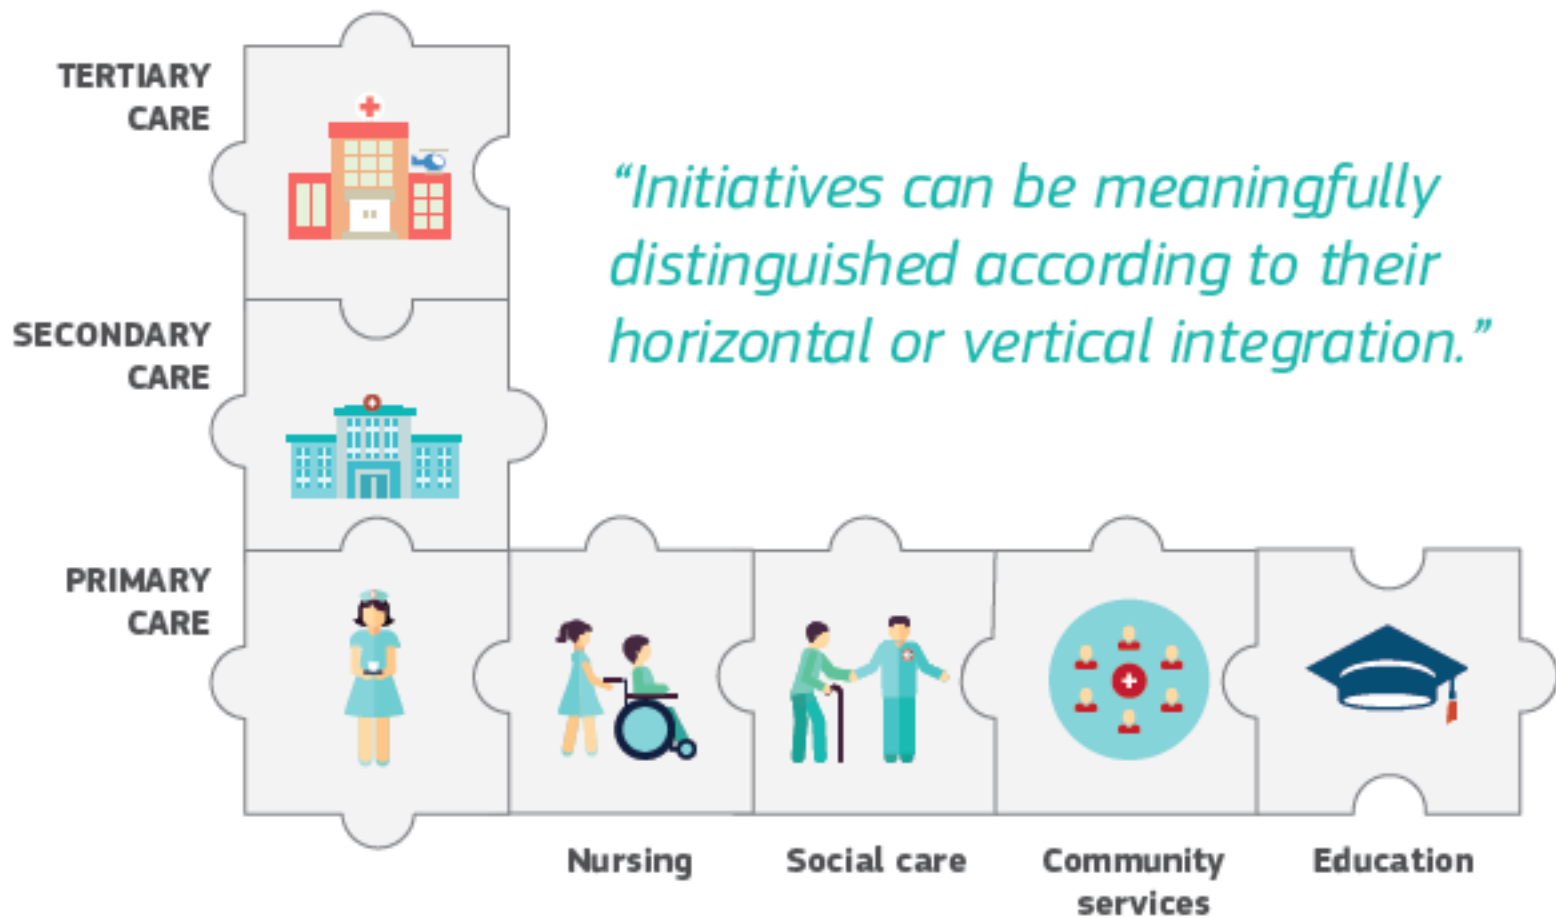 TERTIARY
CARE
“Initiatives can be meaningfully
distinguished according to their
horizontal or vertical integration.”
SECONDARY
CARE
PRIMARY
CARE
Nursing
Social care
Community
services
Education